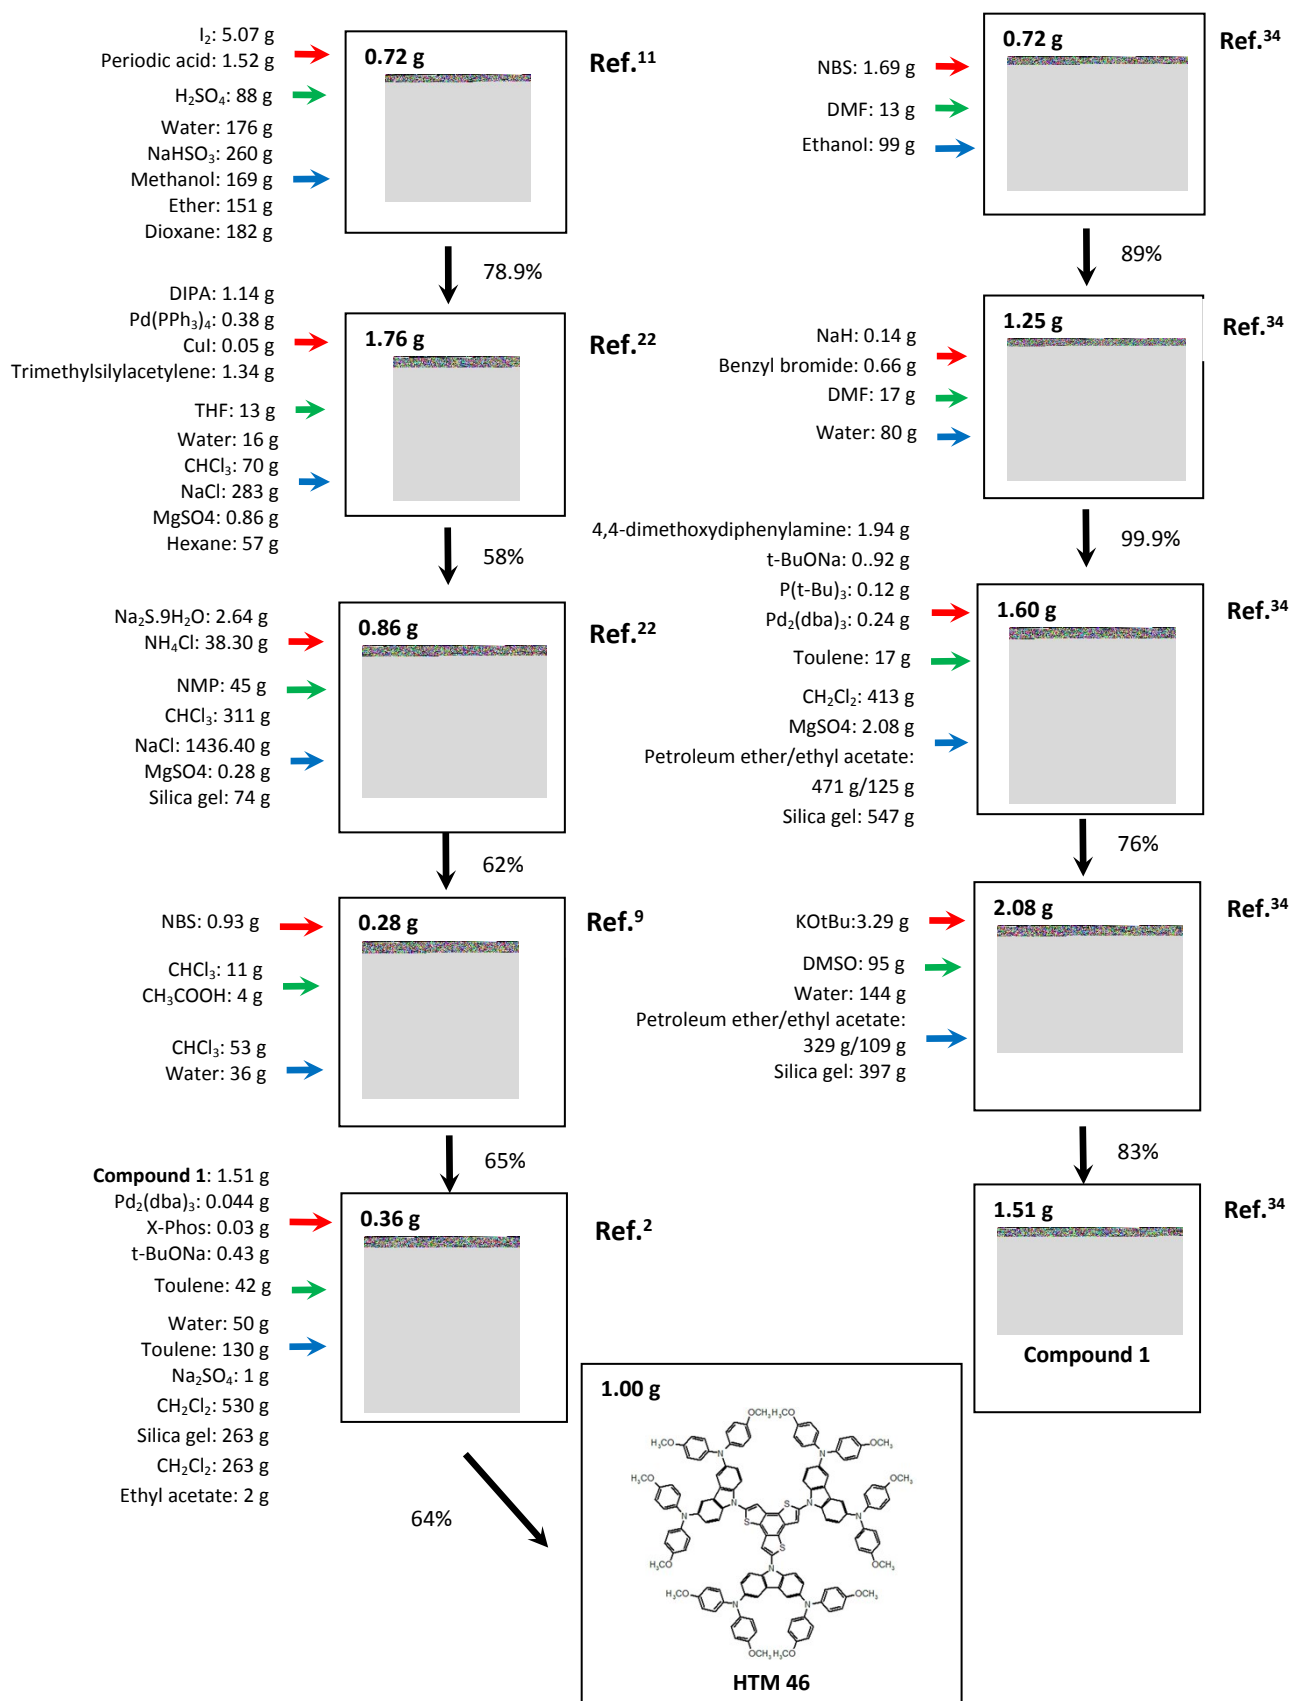 I₂: 5.07 g
Periodic acid: 1.52 g
H₂SO₄: 88 g
Water: 176 g
NaHSO₃: 260 g
Methanol: 169 g
Ether: 151 g
Dioxane: 182 g
0.72 g
Ref.¹¹
78.9%
DIPA: 1.14 g
Pd(PPh₃)₄: 0.38 g
CuI: 0.05 g
Trimethylsilylacetylene: 1.34 g
THF: 13 g
Water: 16 g
CHCl₃: 70 g
NaCl: 283 g
MgSO4: 0.86 g
Hexane: 57 g
1.76 g
Ref.²²
58%
Na₂S.9H₂O: 2.64 g
NH₄Cl: 38.30 g
NMP: 45 g
CHCl₃: 311 g
NaCl: 1436.40 g
MgSO4: 0.28 g
Silica gel: 74 g
0.86 g
Ref.²²
62%
NBS: 0.93 g
CHCl₃: 11 g
CH₃COOH: 4 g
CHCl₃: 53 g
Water: 36 g
0.28 g
Ref.⁹
65%
Compound 1: 1.51 g
Pd₂(dba)₃: 0.044 g
X-Phos: 0.03 g
t-BuONa: 0.43 g
Toulene: 42 g
Water: 50 g
Toulene: 130 g
Na₂SO₄: 1 g
CH₂Cl₂: 530 g
Silica gel: 263 g
CH₂Cl₂: 263 g
Ethyl acetate: 2 g
0.36 g
Ref.²
64%
NBS: 1.69 g
DMF: 13 g
Ethanol: 99 g
0.72 g
Ref.³⁴
89%
NaH: 0.14 g
Benzyl bromide: 0.66 g
DMF: 17 g
Water: 80 g
1.25 g
Ref.³⁴
99.9%
4,4-dimethoxydiphenylamine: 1.94 g
t-BuONa: 0..92 g
P(t-Bu)₃: 0.12 g
Pd₂(dba)₃: 0.24 g
Toulene: 17 g
CH₂Cl₂: 413 g
MgSO4: 2.08 g
Petroleum ether/ethyl acetate:
471 g/125 g
Silica gel: 547 g
1.60 g
Ref.³⁴
76%
KOtBu:3.29 g
DMSO: 95 g
Water: 144 g
Petroleum ether/ethyl acetate:
329 g/109 g
Silica gel: 397 g
2.08 g
Ref.³⁴
83%
1.51 g
Ref.³⁴
Compound 1
1.00 g
OCH₃ H₃CO
H₃CO N N OCH₃
H₃CO OCH₃
N N S S N N
H₃CO S OCH₃
N
H₃CO N N OCH₃
OCH₃ H₃CO
HTM 46